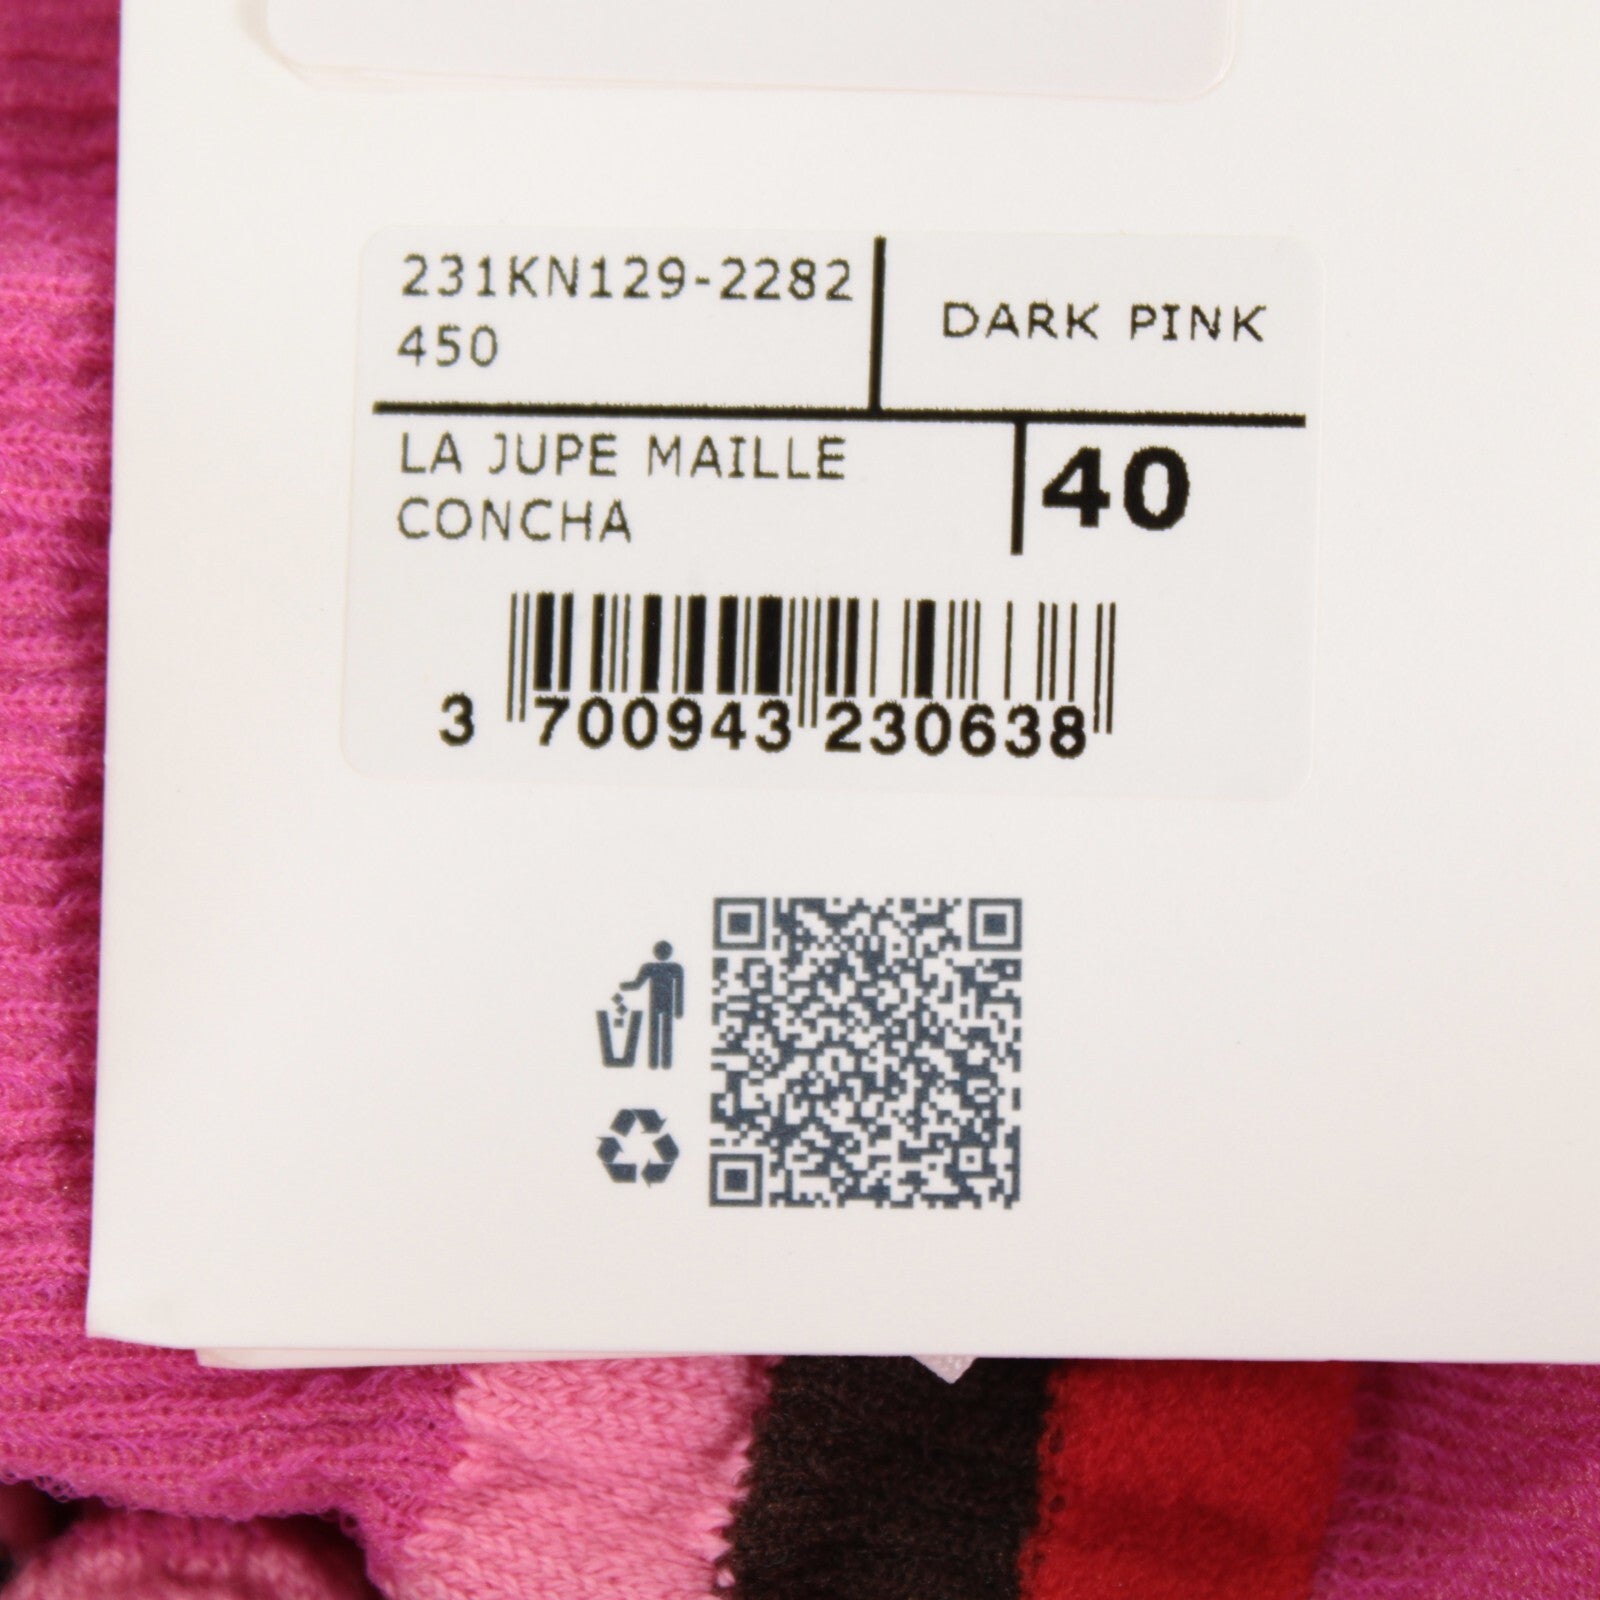 231KN129-2282
450
DARK PINK
LA JUPE MAILLE
CONCHA
40
3 700943 230638